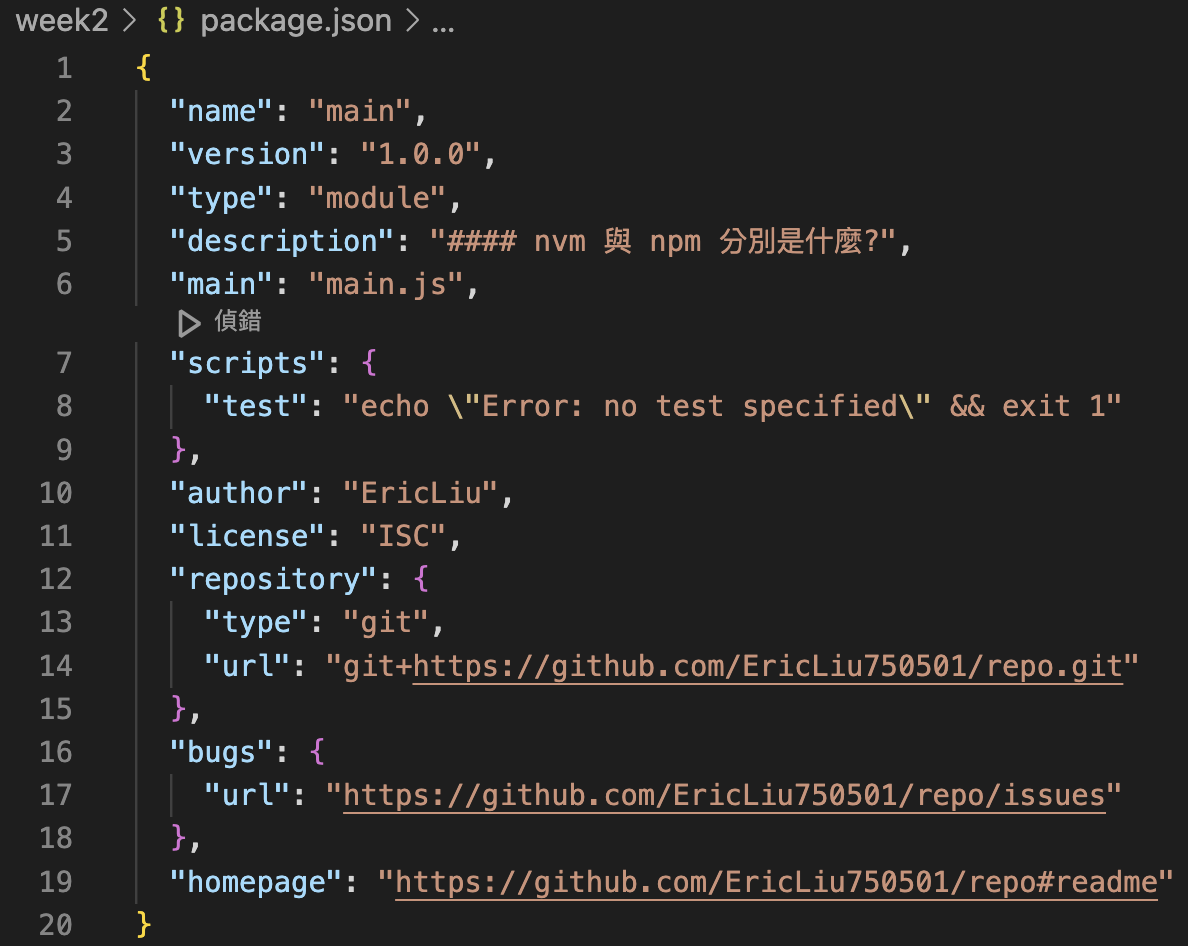 week2 > {} package.json > ...
1 {
2 "name": "main",
3 "version": "1.0.0",
4 "type": "module",
5 "description": "#### nvm 與 npm 分別是什麼?",
6 "main": "main.js",
▷ 偵錯
7 "scripts": {
8 "test": "echo \"Error: no test specified\" && exit 1"
9 },
10 "author": "EricLiu",
11 "license": "ISC",
12 "repository": {
13 "type": "git",
14 "url": "git+https://github.com/EricLiu750501/repo.git"
15 },
16 "bugs": {
17 "url": "https://github.com/EricLiu750501/repo/issues"
18 },
19 "homepage": "https://github.com/EricLiu750501/repo#readme"
20 }